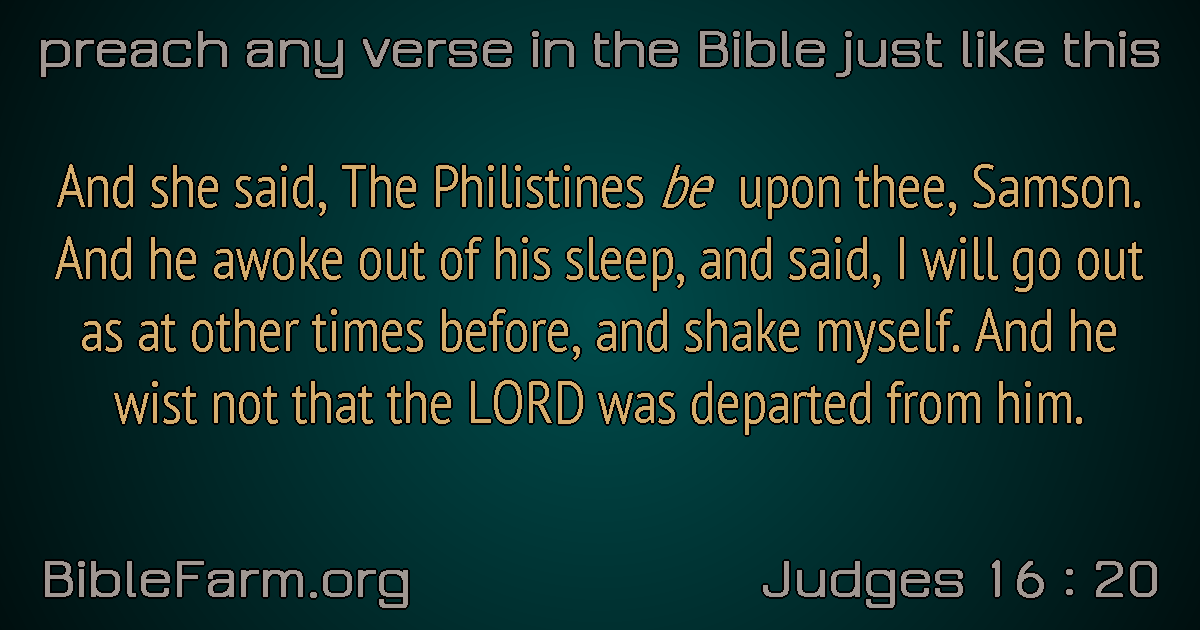 preach any verse in the Bible just like this
And she said, The Philistines be upon thee, Samson.
And he awoke out of his sleep, and said, I will go out
as at other times before, and shake myself. And he
wist not that the LORD was departed from him.
BibleFarm.org
Judges 16 : 20